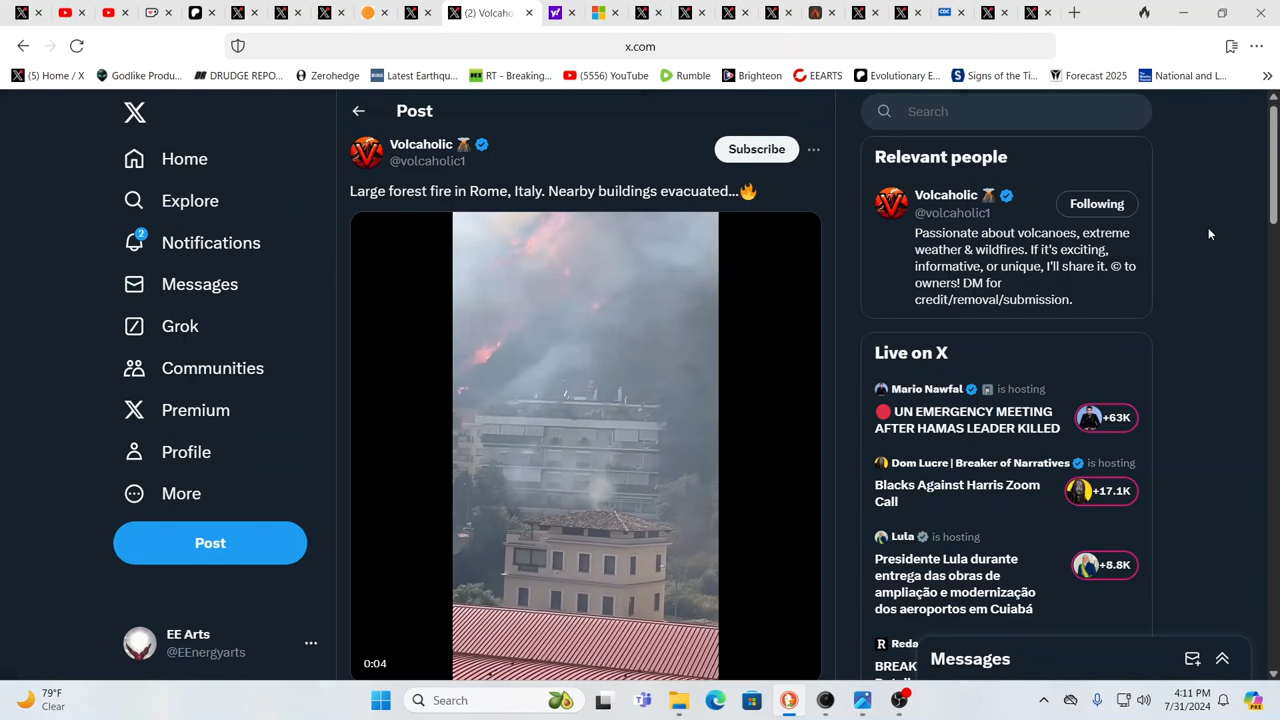 (2) Volcaho
x.com
(5) Home / X
Godlike Produ...
DRUDGE REPO...
Zerohedge
Latest Earthqu...
RT - Breaking...
(5556) YouTube
Rumble
Brighteon
EEARTS
Evolutionary E...
Signs of the Ti...
Forecast 2025
National and L...
Home
Explore
2
Notifications
Messages
Grok
Communities
Premium
Profile
More
Post
EE Arts
@EEnergyarts
Post
Volcaholic
@volcaholic1
Subscribe
Large forest fire in Rome, Italy. Nearby buildings evacuated...
0:04
Search
Relevant people
Volcaholic
@volcaholic1
Following
Passionate about volcanoes, extreme
weather & wildfires. If it's exciting,
informative, or unique, I'll share it. © to
owners! DM for
credit/removal/submission.
Live on X
Mario Nawfal is hosting
UN EMERGENCY MEETING
AFTER HAMAS LEADER KILLED
+63K
Dom Lucre | Breaker of Narratives is hosting
Blacks Against Harris Zoom
Call
+17.1K
Lula is hosting
Presidente Lula durante
entrega das obras de
ampliação e modernização
dos aeroportos em Cuiabá
+8.8K
Reda
BREAK
Messages
79°F
Clear
Search
4:11 PM
7/31/2024